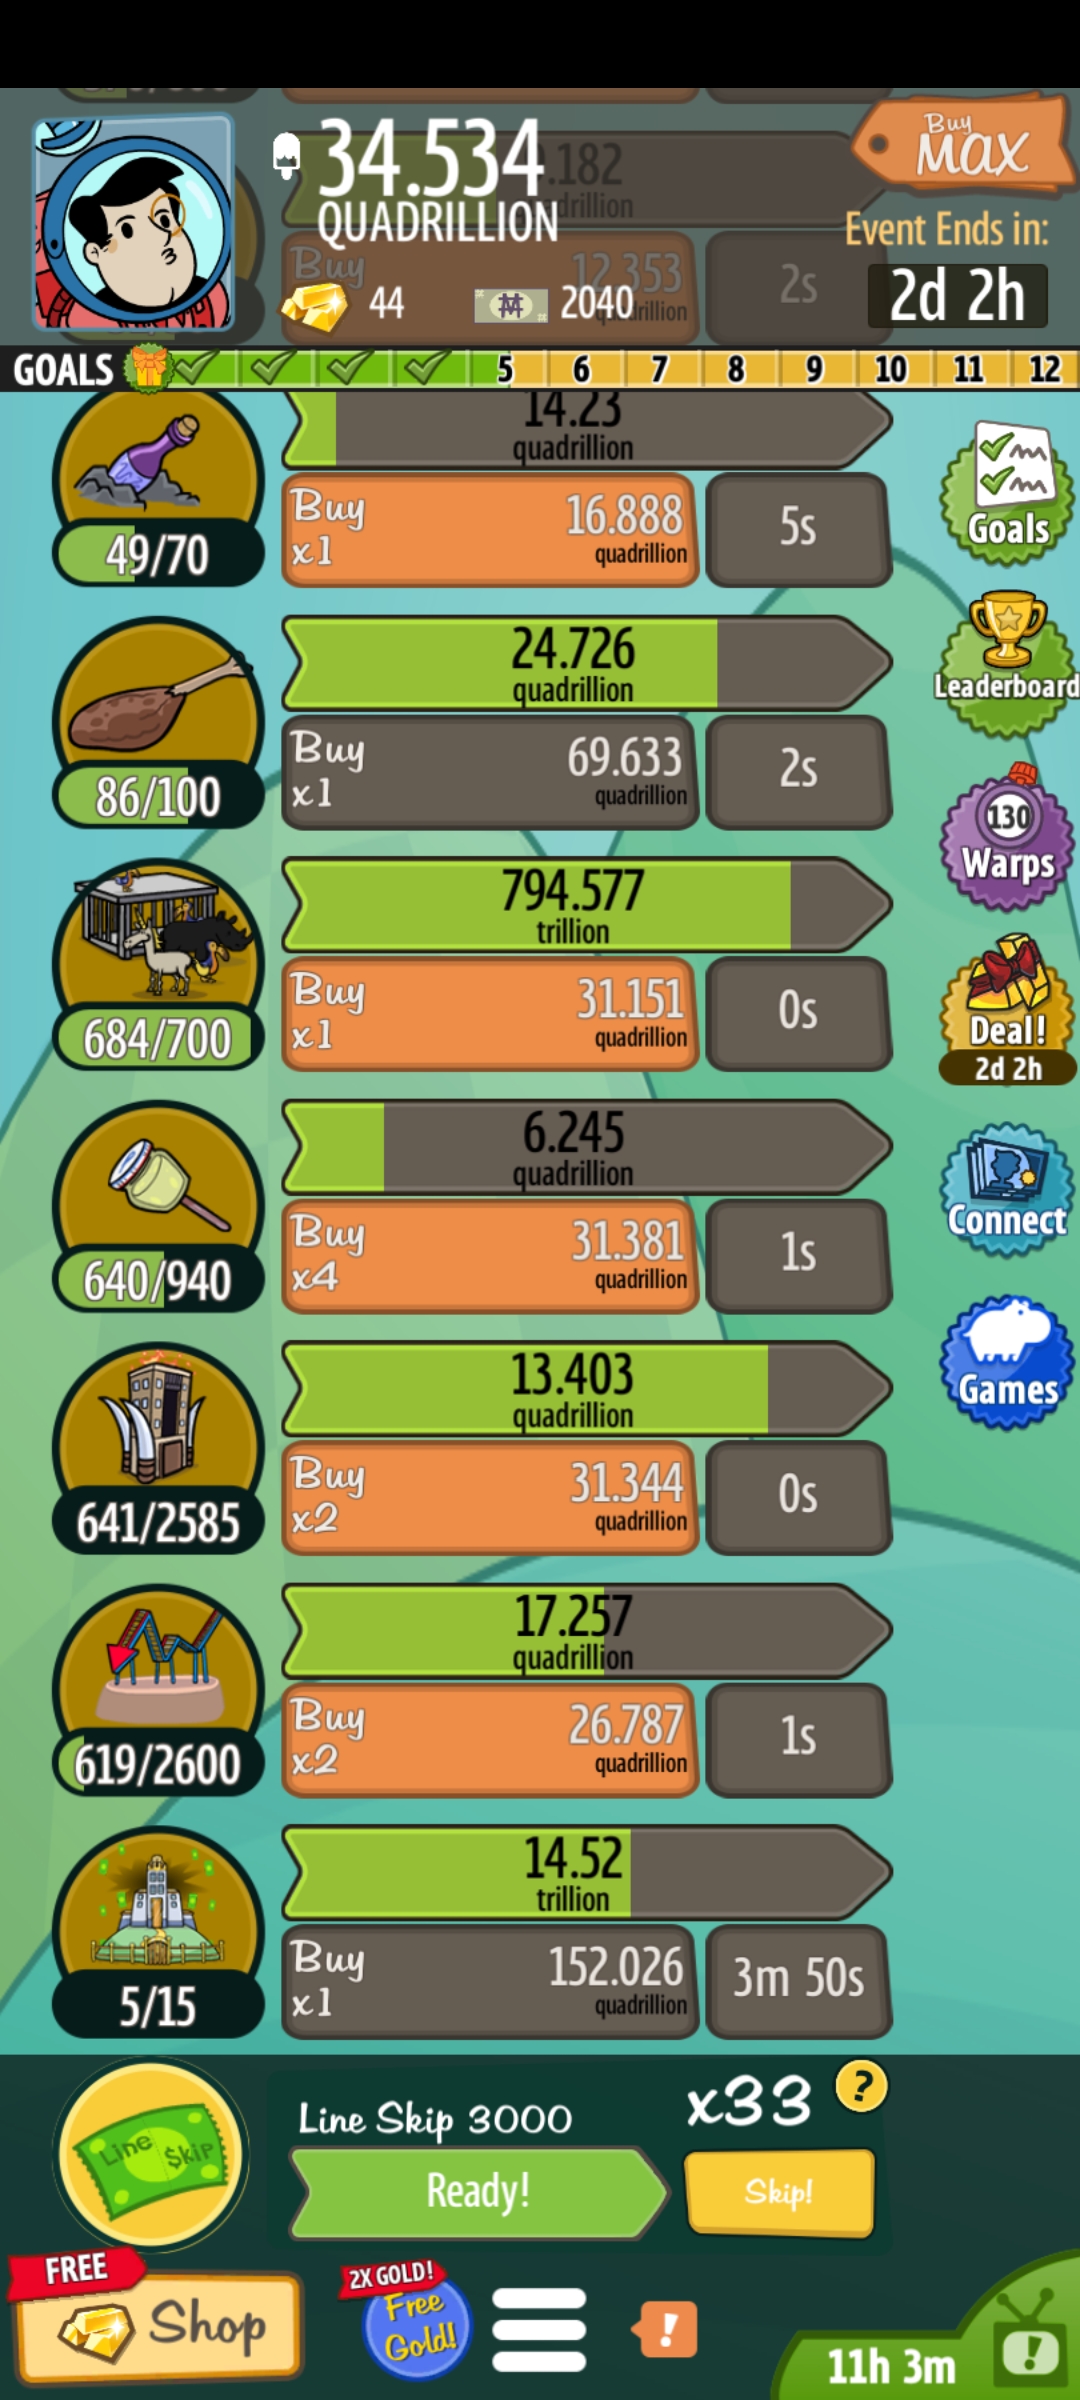 34.534
QUADRILLION
.182
Buy
MAX
Event Ends in:
2d 2h
Buy
12.353
2s
44
2040
GOALS 5 6 7 8 9 10 11 12
14.23
quadrillion
49/70
Buy
x1
16.888
quadrillion
5s
24.726
quadrillion
86/100
Buy
x1
69.633
quadrillion
2s
794.577
trillion
684/700
Buy
x1
31.151
quadrillion
0s
6.245
quadrillion
640/940
Buy
x4
31.381
quadrillion
1s
13.403
quadrillion
641/2585
Buy
x2
31.344
quadrillion
0s
17.257
quadrillion
619/2600
Buy
x2
26.787
quadrillion
1s
14.52
trillion
5/15
Buy
x1
152.026
quadrillion
3m 50s
Goals
Leaderboard
130
Warps
Deal!
2d 2h
Connect
Games
Line $kip
Line Skip 3000
x33
?
Ready!
Skip!
FREE
Shop
2X GOLD!
Free
Gold!
!
11h 3m
!